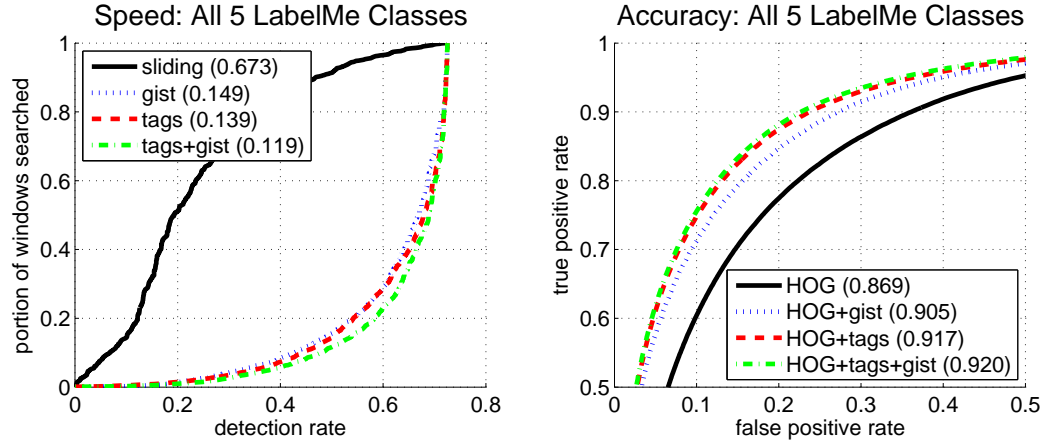 Speed: All 5 LabelMe Classes
portion of windows searched
1
0.8
0.6
0.4
0.2
0
sliding (0.673)
gist (0.149)
tags (0.139)
tags+gist (0.119)
0
0.2
0.4
0.6
0.8
detection rate
Accuracy: All 5 LabelMe Classes
true positive rate
1
0.9
0.8
0.7
0.6
0.5
HOG (0.869)
HOG+gist (0.905)
HOG+tags (0.917)
HOG+tags+gist (0.920)
0
0.1
0.2
0.3
0.4
0.5
false positive rate